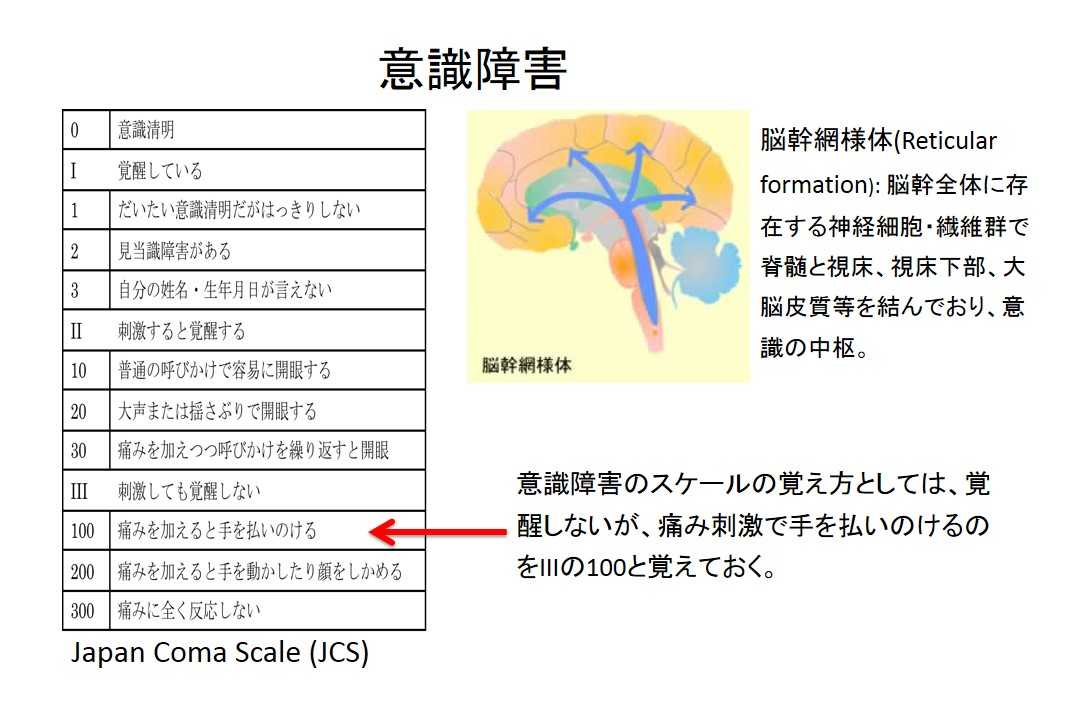 意識障害
0 意識清明
I 覚醒している
1 だいたい意識清明だがはっきりしない
2 見当識障害がある
3 自分の姓名・生年月日が言えない
II 刺激すると覚醒する
10 普通の呼びかけで容易に開眼する
20 大声または揺さぶりで開眼する
30 痛みを加えつつ呼びかけを繰り返すと開眼
III 刺激しても覚醒しない
100 痛みを加えると手を払いのける
200 痛みを加えると手を動かしたり顔をしかめる
300 痛みに全く反応しない
Japan Coma Scale (JCS)
脳幹網様体
脳幹網様体(Reticular
formation): 脳幹全体に存
在する神経細胞・繊維群で
脊髄と視床、視床下部、大
脳皮質等を結んでおり、意
識の中枢。
意識障害のスケールの覚え方としては、覚
醒しないが、痛み刺激で手を払いのけるの
をIIIの100と覚えておく。